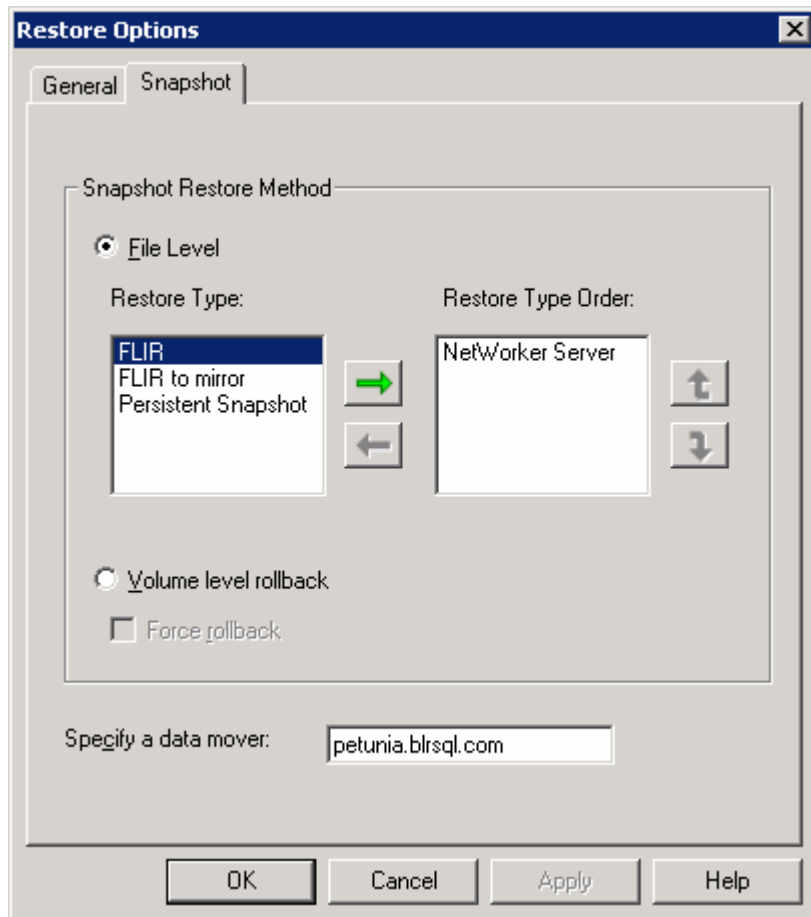 Restore Options
General Snapshot
Snapshot Restore Method
File Level
Restore Type: Restore Type Order:
FLIR
FLIR to mirror
Persistent Snapshot
NetWorker Server
Volume level rollback
Force rollback
Specify a data mover: petunia.blrsql.com
OK Cancel Apply Help